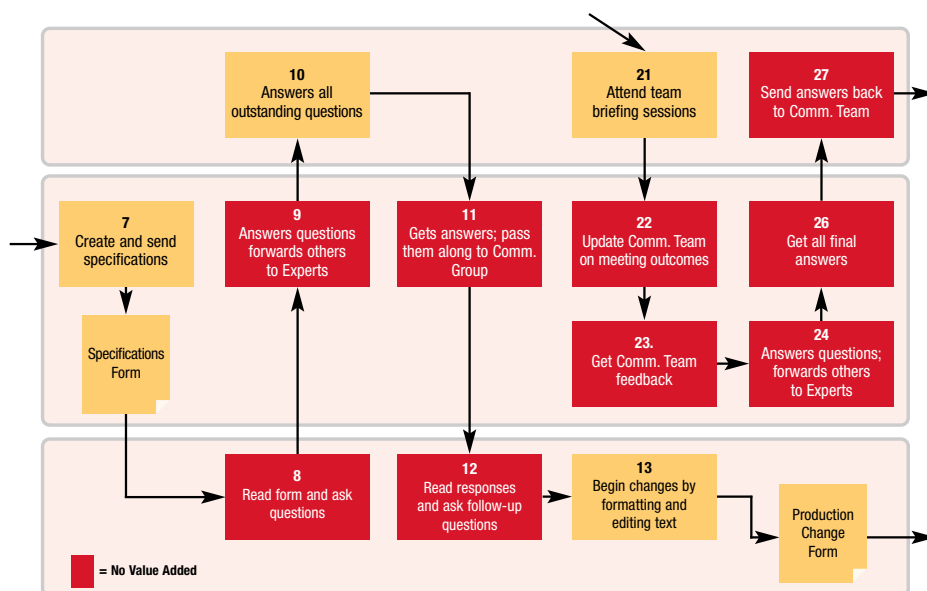 10
Answers all
outstanding questions
21
Attend team
briefing sessions
27
Send answers back
to Comm. Team
7
Create and send
specifications
9
Answers questions
forwards others
to Experts
11
Gets answers; pass
them along to Comm.
Group
22
Update Comm. Team
on meeting outcomes
26
Get all final
answers
Specifications
Form
23.
Get Comm. Team
feedback
24
Answers questions;
forwards others
to Experts
8
Read form and ask
questions
12
Read responses
and ask follow-up
questions
13
Begin changes by
formatting and
editing text
Production
Change
Form
= No Value Added